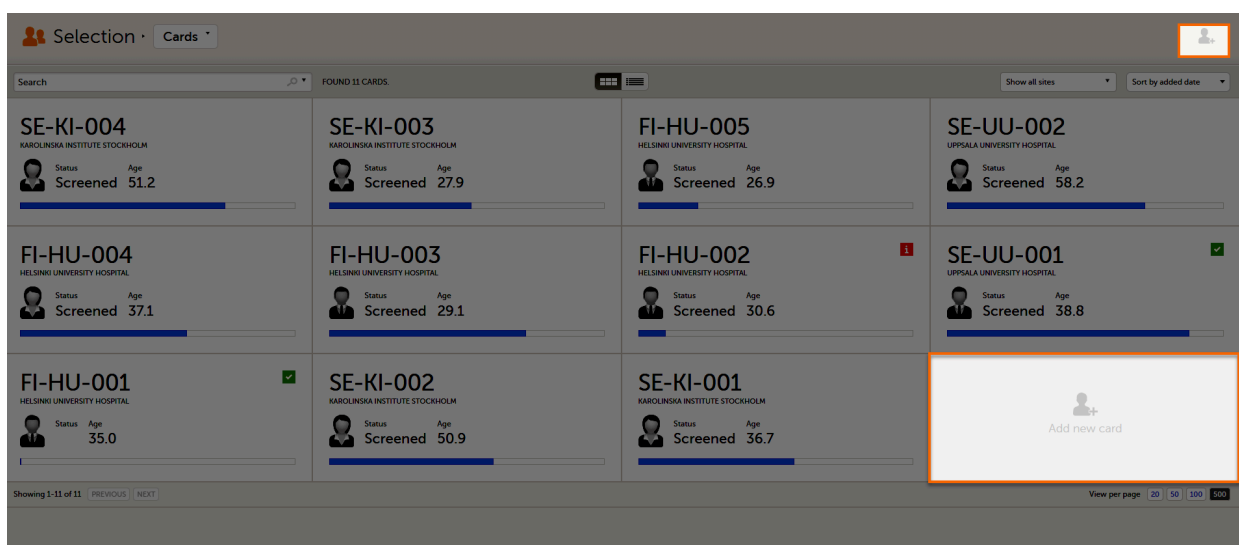 Selection · Cards
Search
FOUND 11 CARDS.
Show all sites
Sort by added date
SE-KI-004
KAROLINSKA INSTITUTE STOCKHOLM
Status Age
Screened 51.2
SE-KI-003
KAROLINSKA INSTITUTE STOCKHOLM
Status Age
Screened 27.9
FI-HU-005
HELSINKI UNIVERSITY HOSPITAL
Status Age
Screened 26.9
SE-UU-002
UPPSALA UNIVERSITY HOSPITAL
Status Age
Screened 58.2
FI-HU-004
HELSINKI UNIVERSITY HOSPITAL
Status Age
Screened 37.1
FI-HU-003
HELSINKI UNIVERSITY HOSPITAL
Status Age
Screened 29.1
FI-HU-002
HELSINKI UNIVERSITY HOSPITAL
Status Age
Screened 30.6
SE-UU-001
UPPSALA UNIVERSITY HOSPITAL
Status Age
Screened 38.8
FI-HU-001
HELSINKI UNIVERSITY HOSPITAL
Status Age
35.0
SE-KI-002
KAROLINSKA INSTITUTE STOCKHOLM
Status Age
Screened 50.9
SE-KI-001
KAROLINSKA INSTITUTE STOCKHOLM
Status Age
Screened 36.7
Add new card
Showing 1-11 of 11 PREVIOUS NEXT
View per page 20 50 100 500